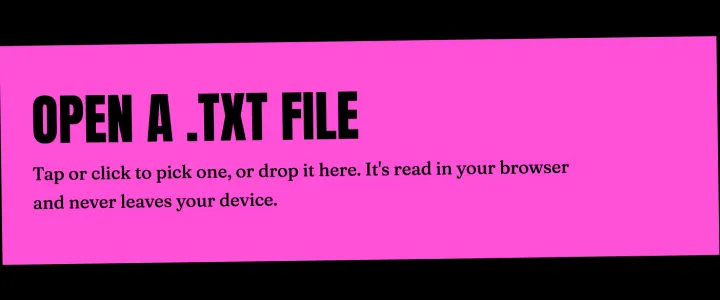 OPEN A .TXT FILE
Tap or click to pick one, or drop it here. It's read in your browser
and never leaves your device.